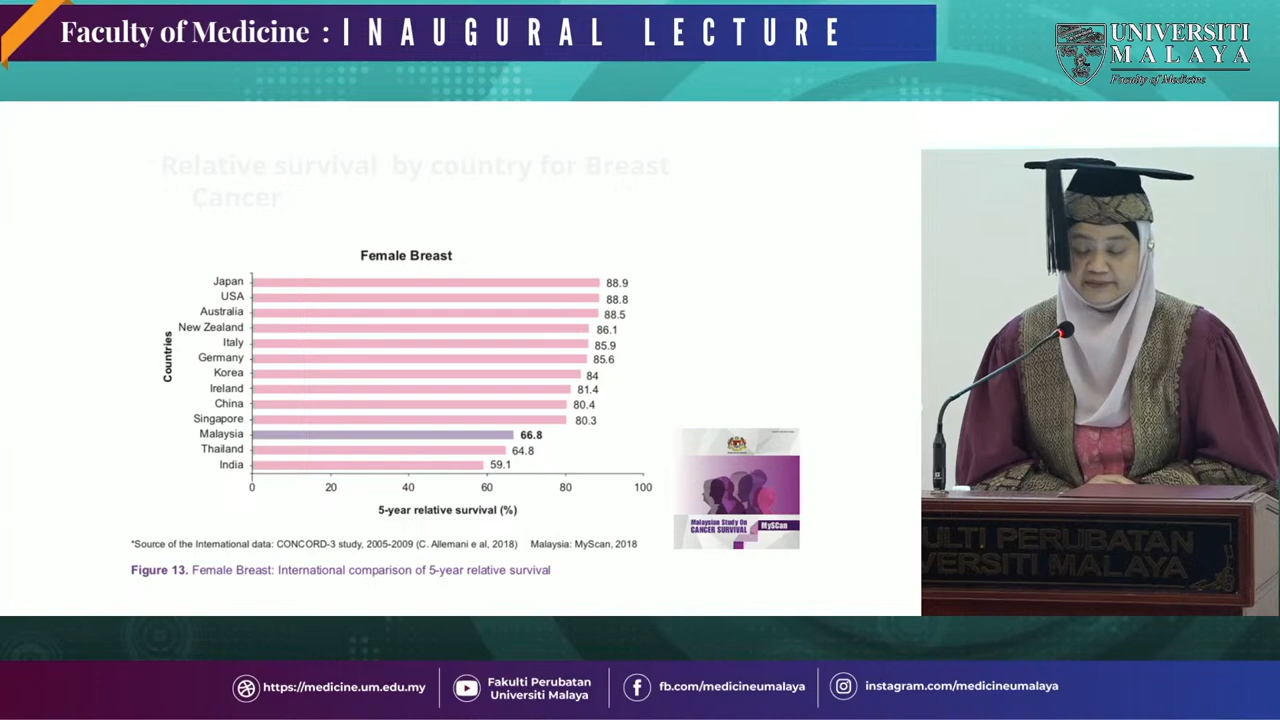 Faculty of Medicine : INAUGURAL LECTURE
UNIVERSITI
MALAYA
Faculty of Medicine
Relative survival by country for Breast
Cancer
Female Breast
Countries
Japan 88.9
USA 88.8
Australia 88.5
New Zealand 86.1
Italy 85.9
Germany 85.6
Korea 84
Ireland 81.4
China 80.4
Singapore 80.3
Malaysia 66.8
Thailand 64.8
India 59.1
0 20 40 60 80 100
5-year relative survival (%)
Malaysian Study On
CANCER SURVIVAL
MySCan
*Source of the International data: CONCORD-3 study, 2005-2009 (C. Allemani e al, 2018) Malaysia: MyScan, 2018
Figure 13. Female Breast: International comparison of 5-year relative survival
ULTI PERUBATAN
VERSITI MALAYA
https://medicine.um.edu.my
Fakulti Perubatan
Universiti Malaya
fb.com/medicineumalaya
instagram.com/medicineumalaya